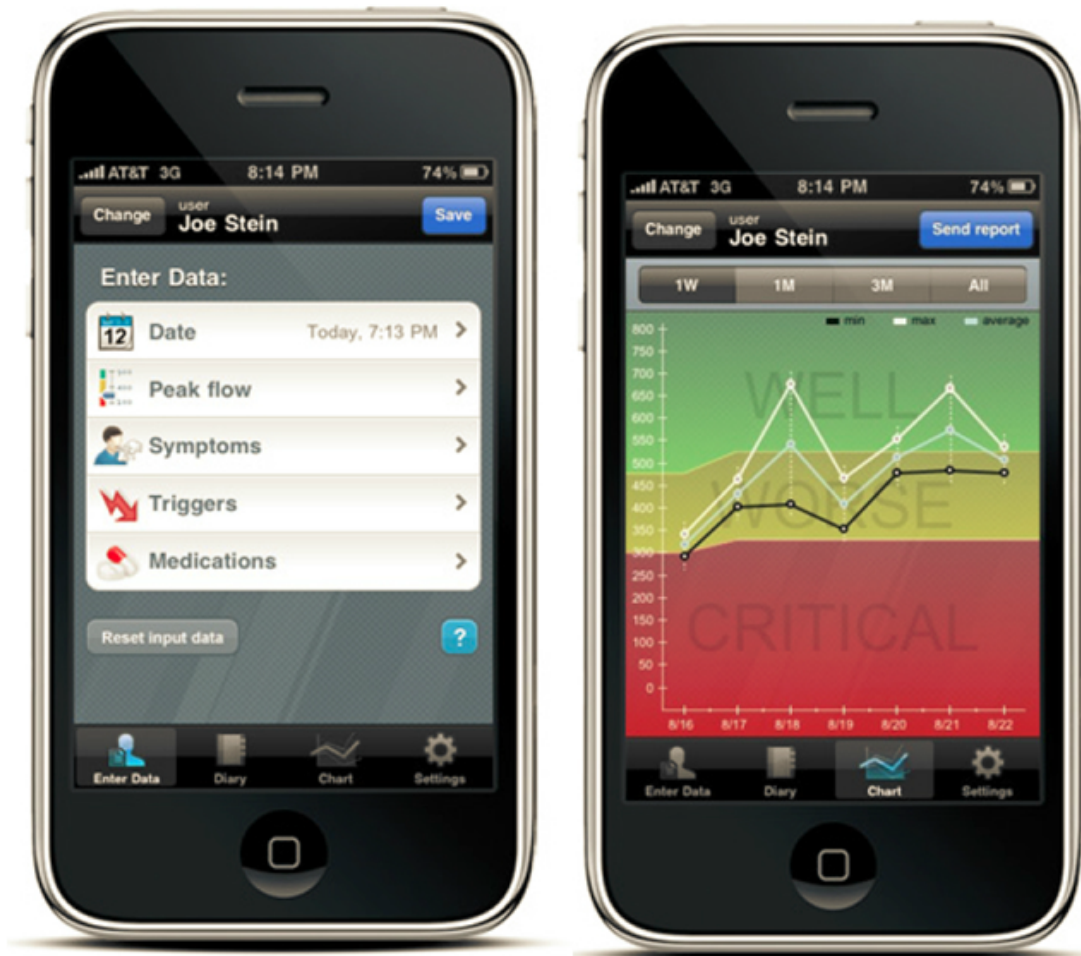 AT&T 3G 8:14 PM 74%
Change user Joe Stein Save
Enter Data:
12 Date Today, 7:13 PM
Peak flow
Symptoms
Triggers
Medications
Reset input data ?
Enter Data Diary Chart Settings
AT&T 3G 8:14 PM 74%
Change user Joe Stein Send report
1W 1M 3M All
min max average
800
750
700
WELL
650
600
550
500
450
WORSE
400
350
300
250
200
150
CRITICAL
100
50
0
8/16 8/17 8/18 8/19 8/20 8/21 8/22
Enter Data Diary Chart Settings